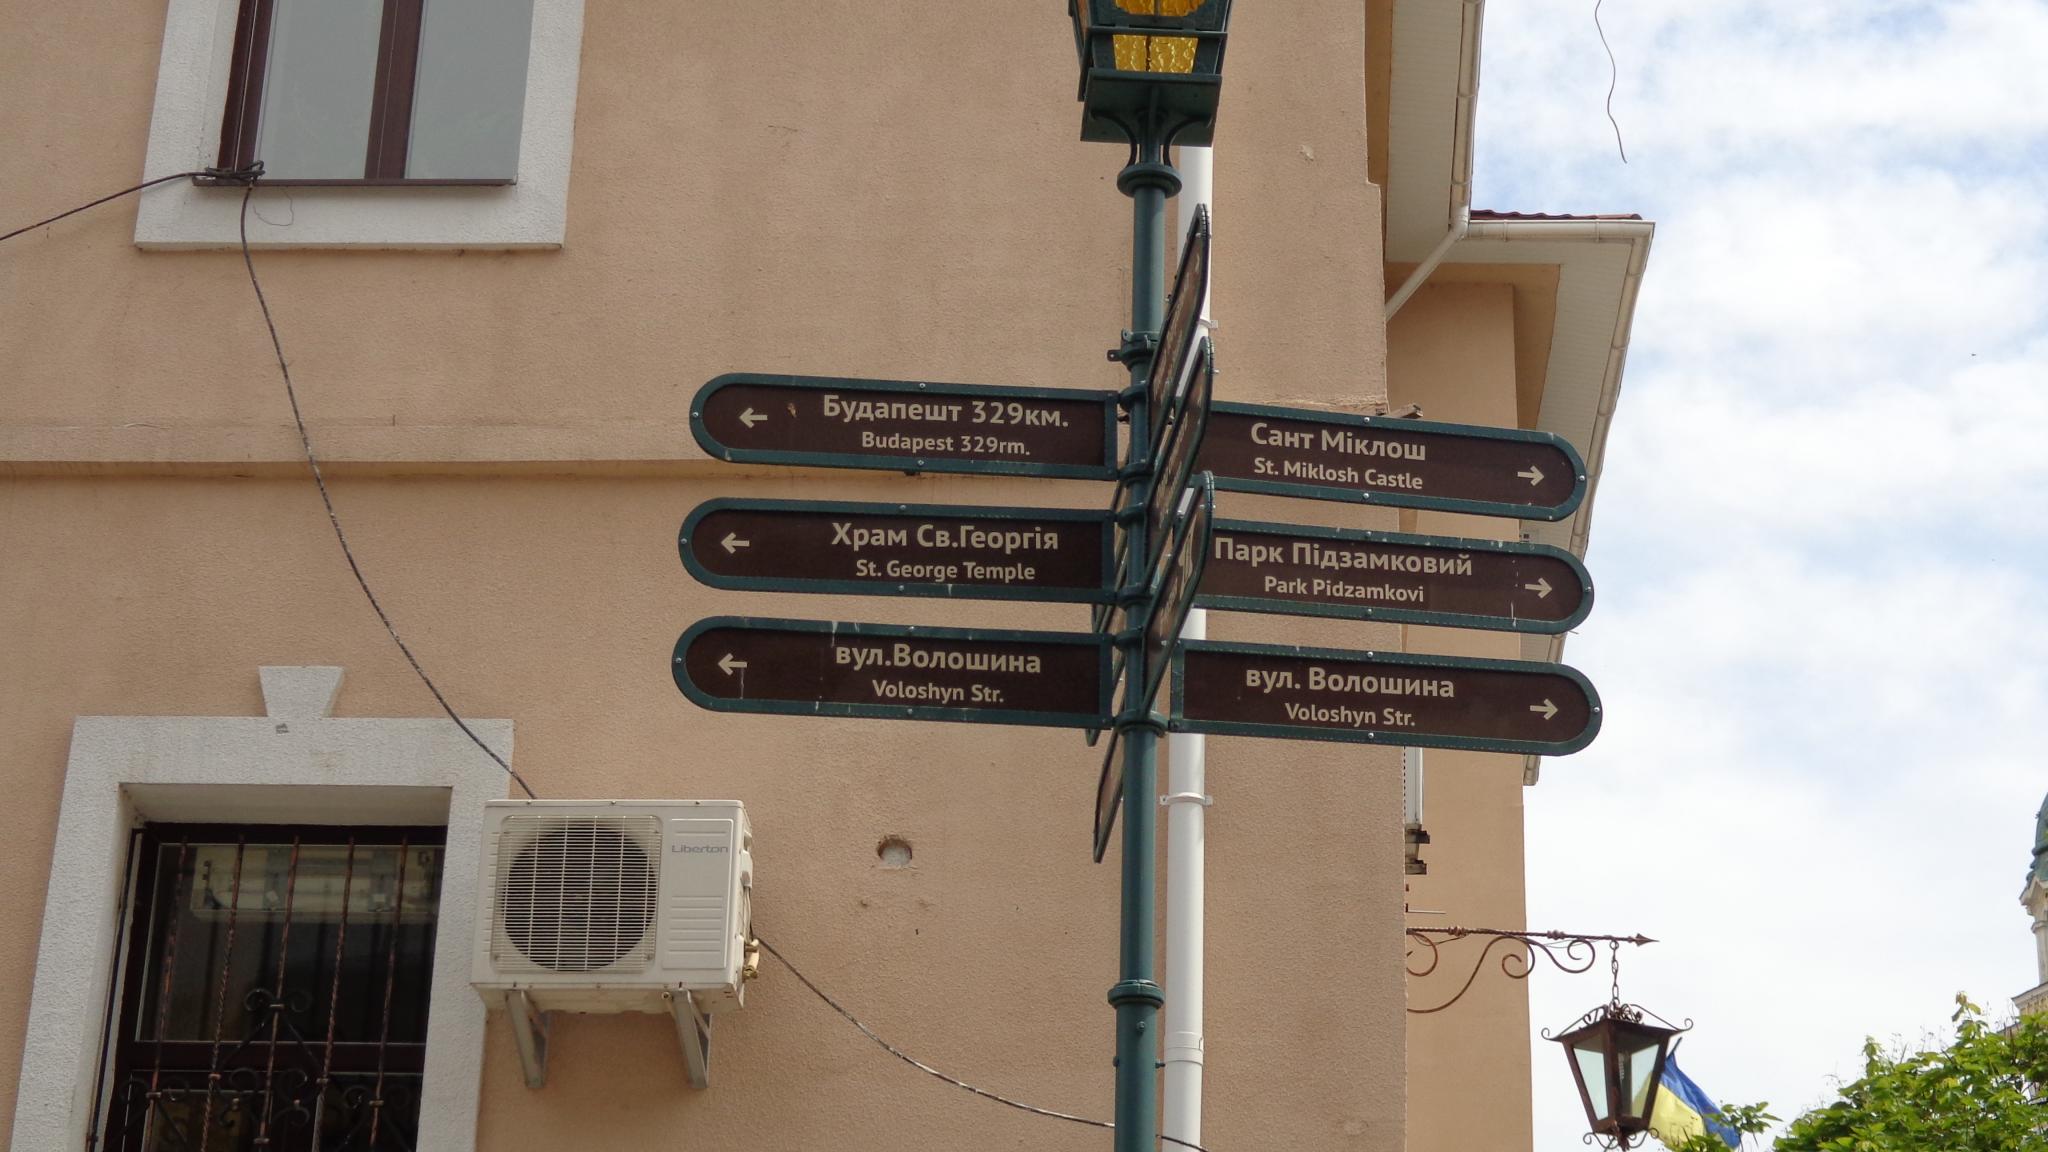 Будапешт 329км.
Budapest 329rm.
Храм Св.Георгія
St. George Temple
вул.Волошина
Voloshyn Str.
Сант Міклош
St. Miklosh Castle
Парк Підзамковий
Park Pidzamkovi
вул. Волошина
Voloshyn Str.
Liberton